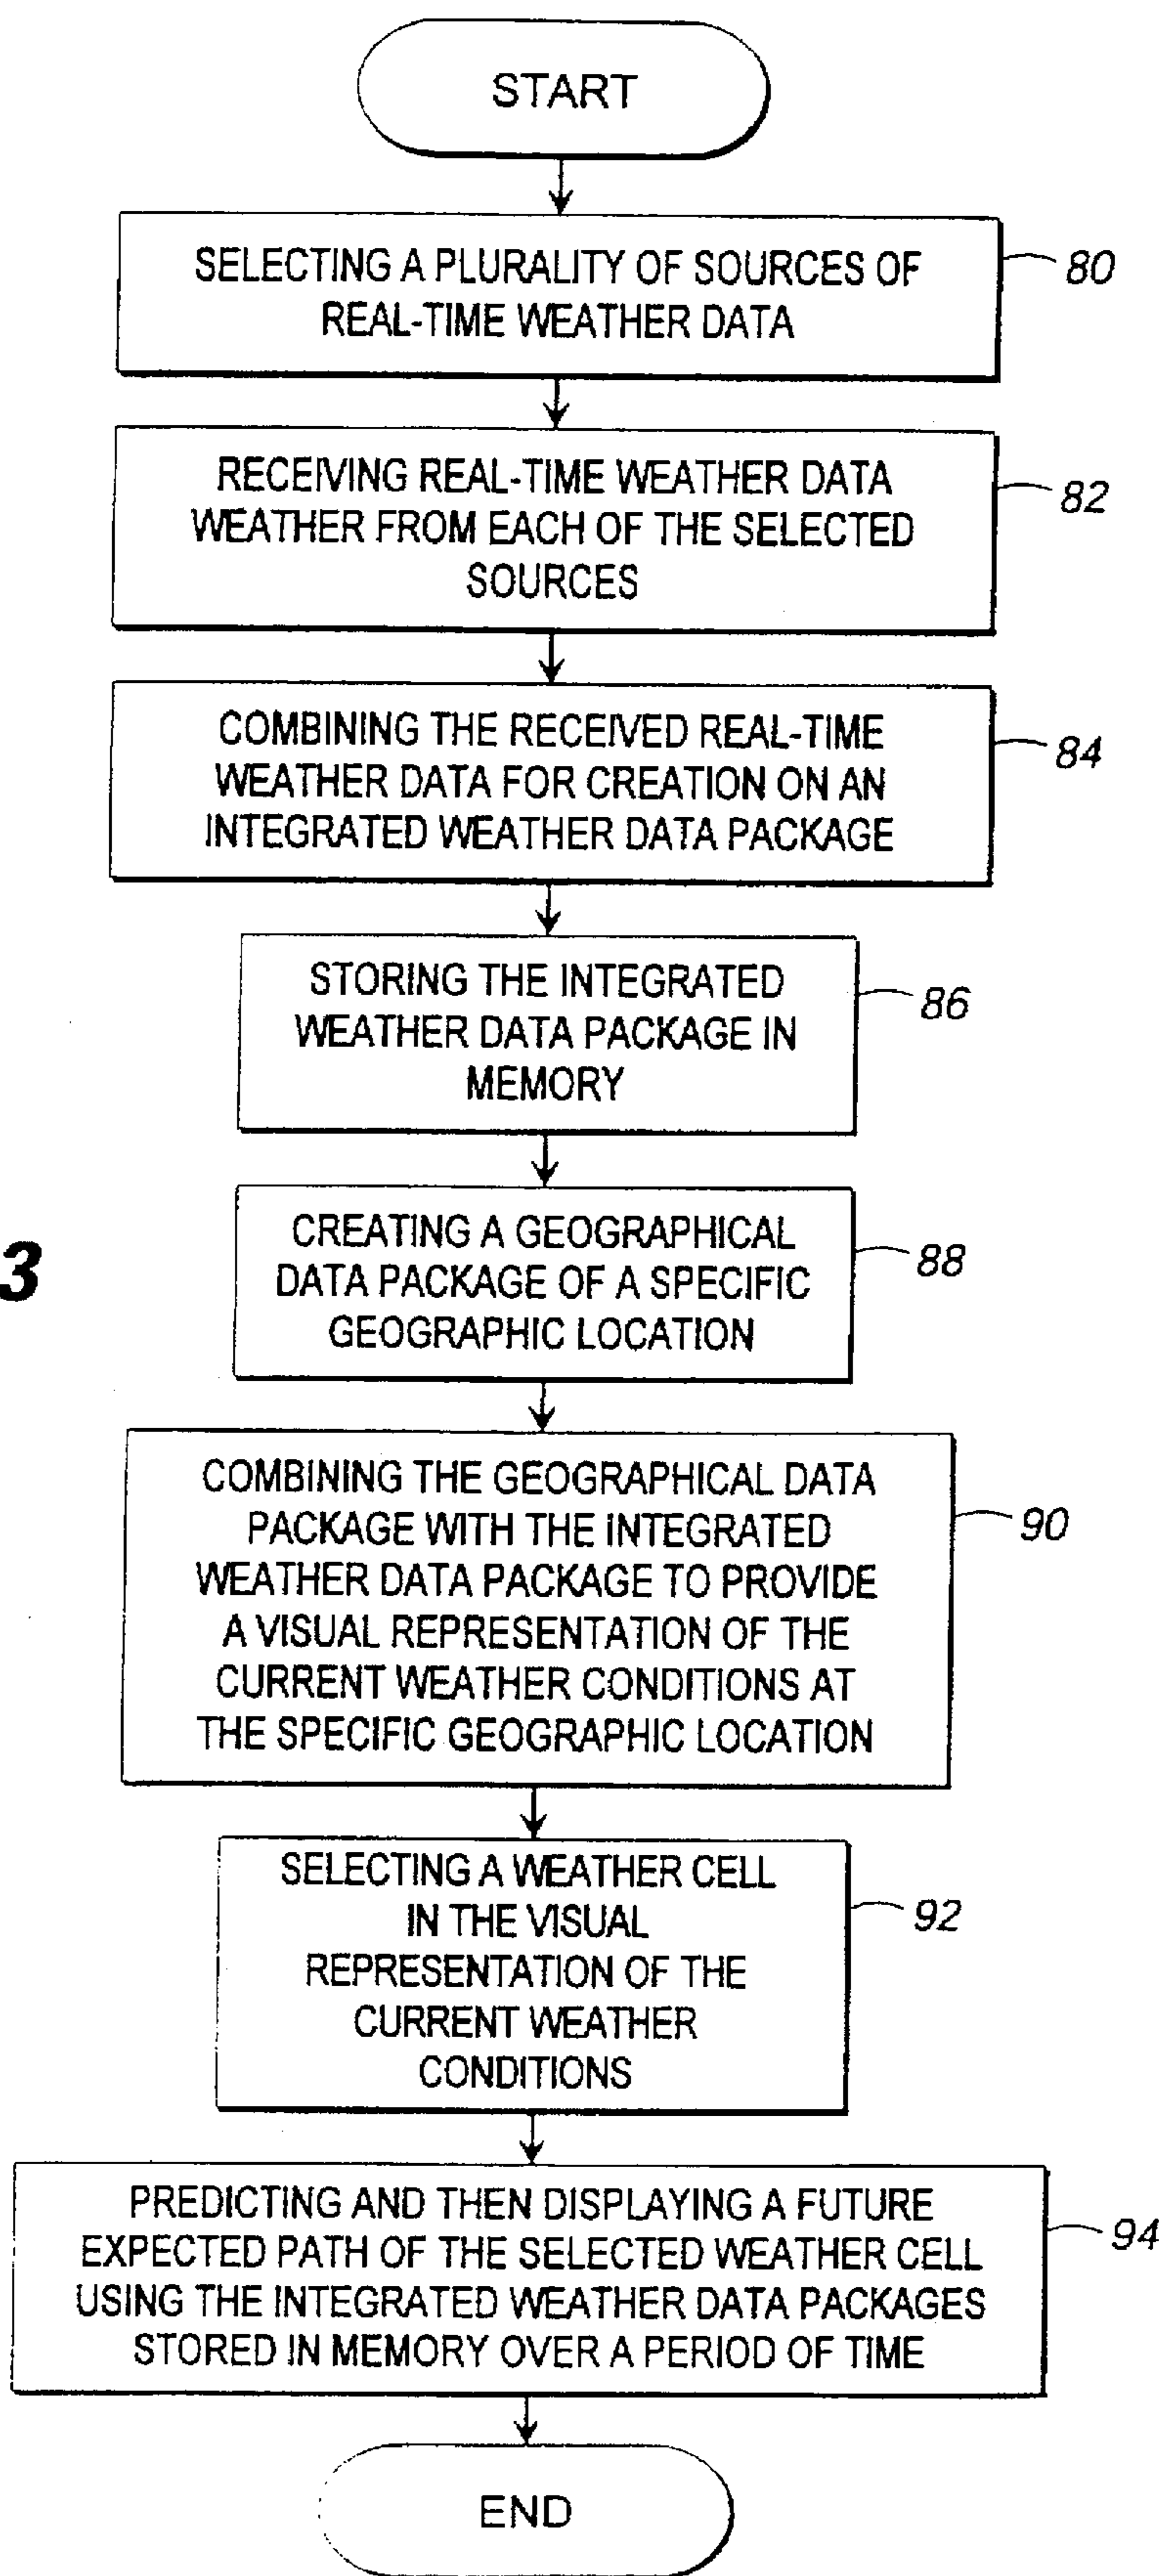 START
SELECTING A PLURALITY OF SOURCES OF
REAL-TIME WEATHER DATA
80
RECEIVING REAL-TIME WEATHER DATA
WEATHER FROM EACH OF THE SELECTED
SOURCES
82
COMBINING THE RECEIVED REAL-TIME
WEATHER DATA FOR CREATION ON AN
INTEGRATED WEATHER DATA PACKAGE
84
STORING THE INTEGRATED
WEATHER DATA PACKAGE IN
MEMORY
86
3
CREATING A GEOGRAPHICAL
DATA PACKAGE OF A SPECIFIC
GEOGRAPHIC LOCATION
88
COMBINING THE GEOGRAPHICAL DATA
PACKAGE WITH THE INTEGRATED
WEATHER DATA PACKAGE TO PROVIDE
A VISUAL REPRESENTATION OF THE
CURRENT WEATHER CONDITIONS AT
THE SPECIFIC GEOGRAPHIC LOCATION
90
SELECTING A WEATHER CELL
IN THE VISUAL
REPRESENTATION OF THE
CURRENT WEATHER
CONDITIONS
92
PREDICTING AND THEN DISPLAYING A FUTURE
EXPECTED PATH OF THE SELECTED WEATHER CELL
USING THE INTEGRATED WEATHER DATA PACKAGES
STORED IN MEMORY OVER A PERIOD OF TIME
94
END